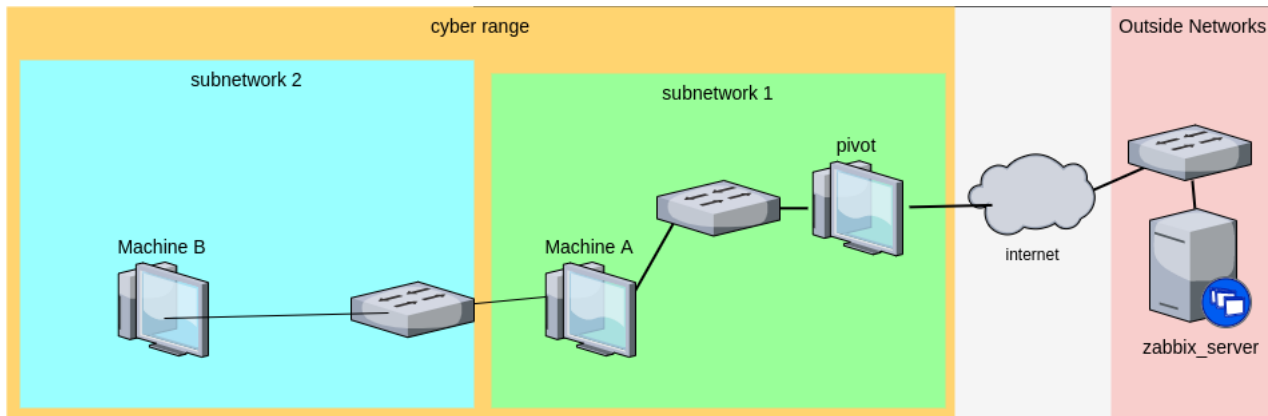 cyber range
Outside Networks
subnetwork 2
subnetwork 1
pivot
Machine B
Machine A
internet
zabbix_server